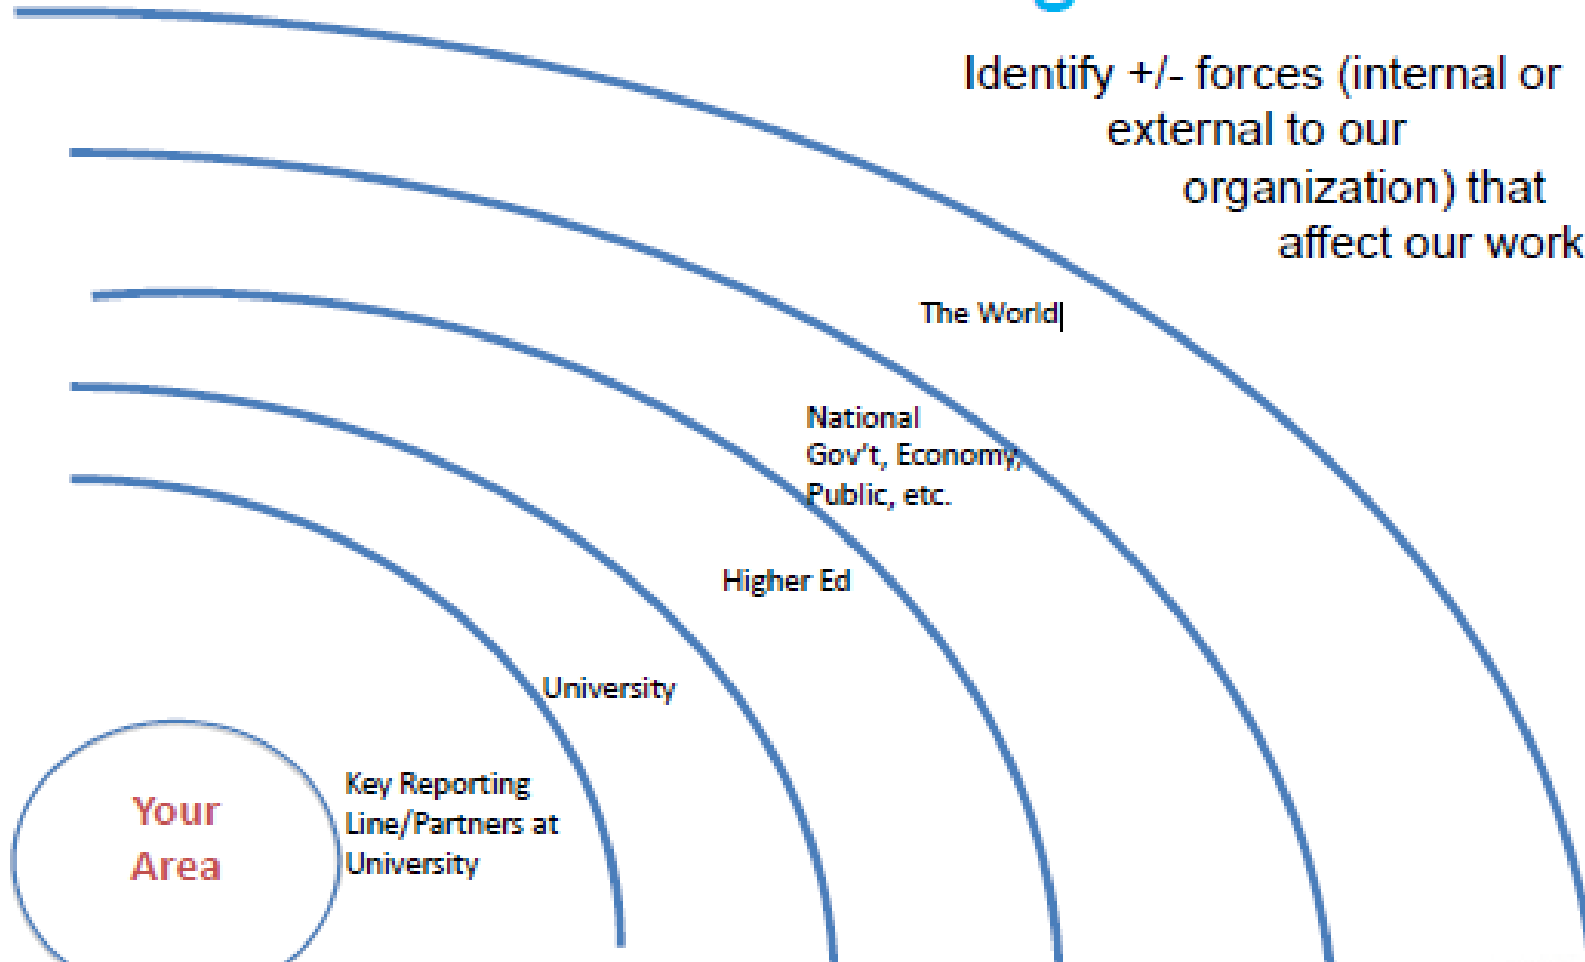 Identify +/- forces (internal or
external to our
organization) that
affect our work
The World
National
Gov't, Economy,
Public, etc.
Higher Ed
University
Key Reporting
Line/Partners at
University
Your
Area